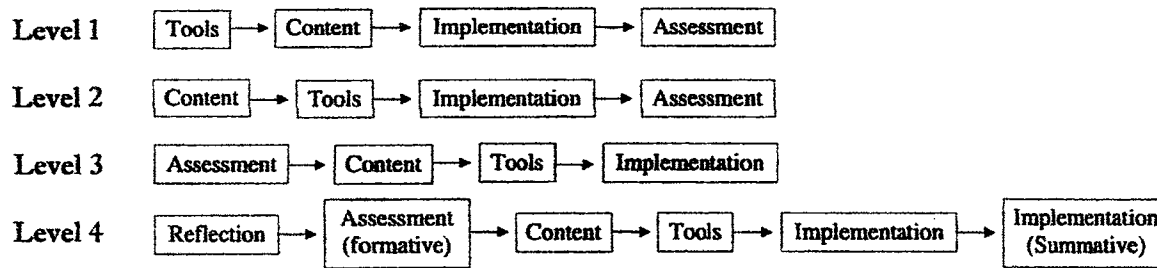 Level 1 Tools Content Implementation Assessment
Level 2 Content Tools Implementation Assessment
Level 3 Assessment Content Tools Implementation
Level 4 Reflection Assessment (formative) Content Tools Implementation Implementation (Summative)